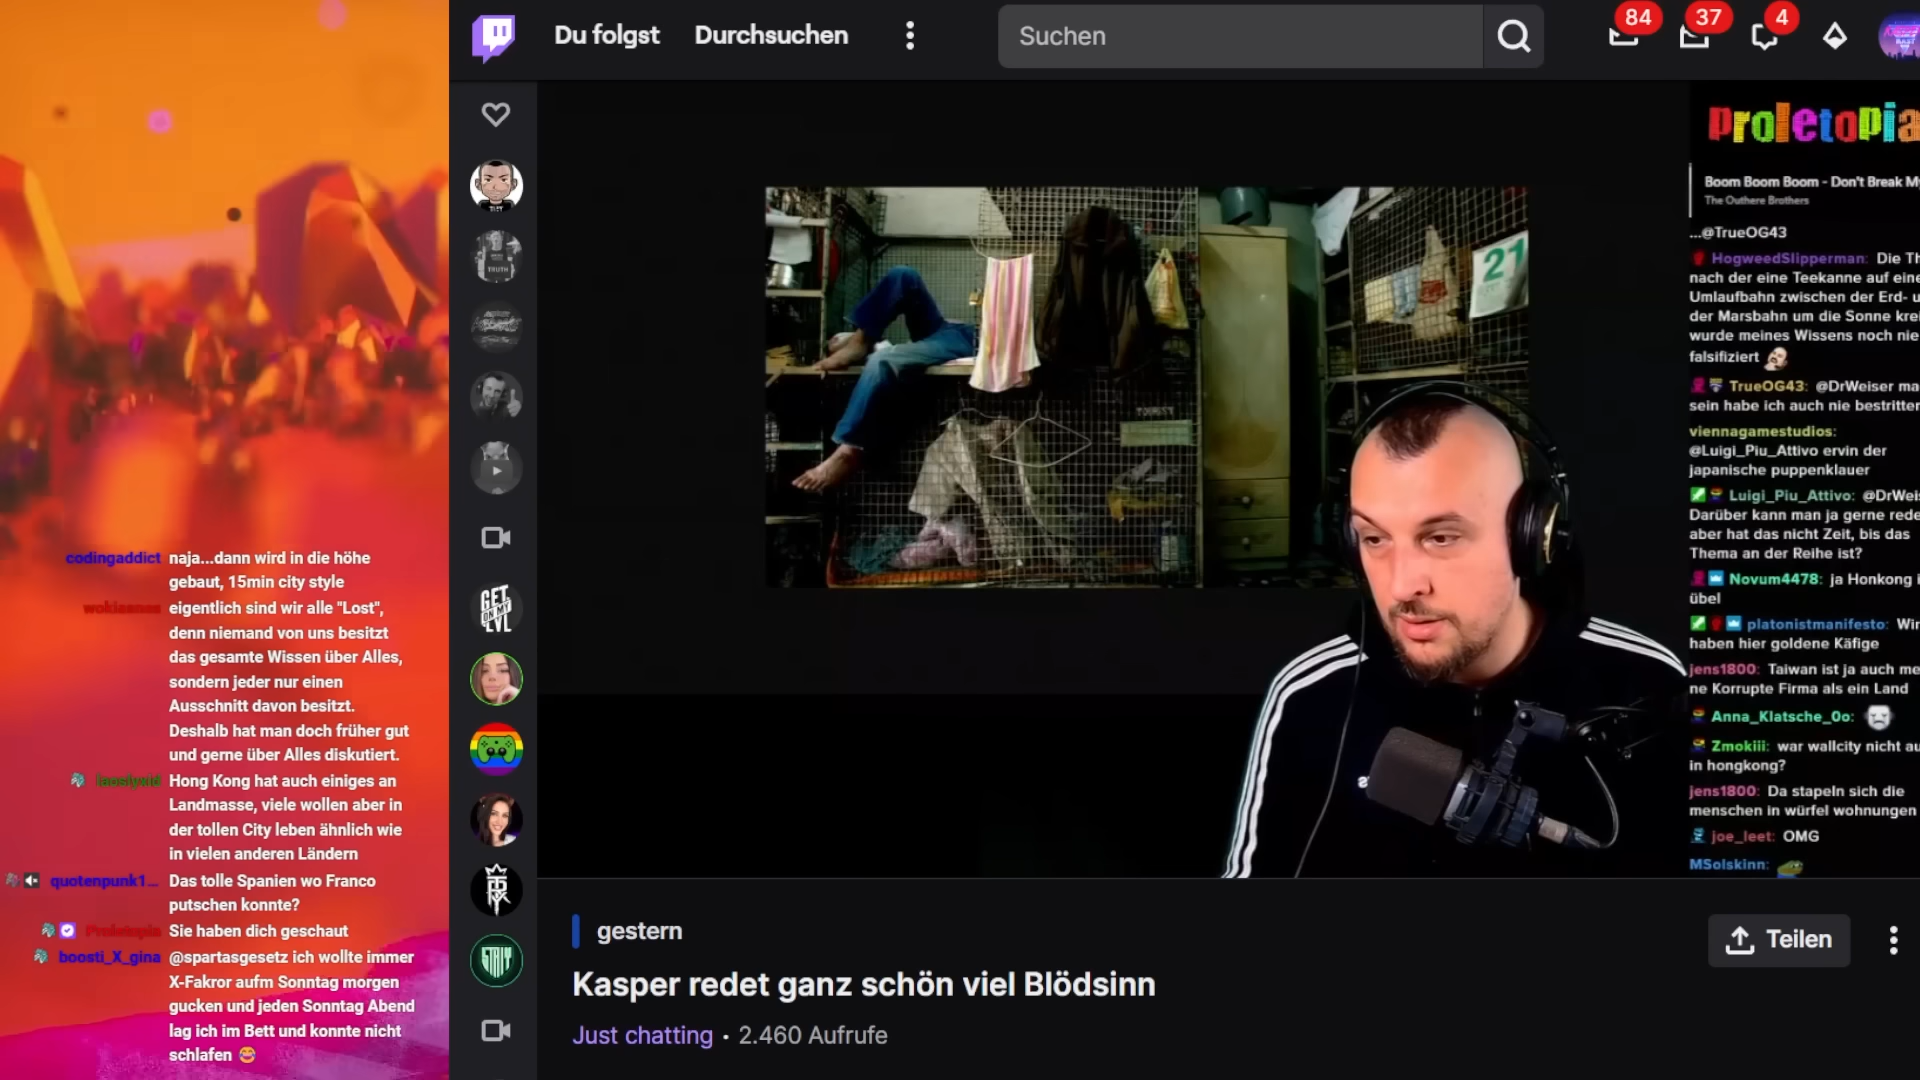 Du folgst
Durchsuchen
Suchen
84
37
4
proletopia
Boom Boom Boom - Don't Break My
The Outhere Brothers
...@TrueOG43
HogweedSlipperman: Die Th
nach der eine Teekanne auf eine
Umlaufbahn zwischen der Erd- u
der Marsbahn um die Sonne krei
wurde meines Wissens noch nie
falsifiziert
TrueOG43: @DrWeiser ma
sein habe ich auch nie bestritten
viennagamestudios:
@Luigi_Piu_Attivo ervin der
japanische puppenklauer
Luigi_Piu_Attivo: @DrWeis
Darüber kann man ja gerne rede
aber hat das nicht Zeit, bis das
Thema an der Reihe ist?
Novum4478: ja Honkong i
übel
platonistmanifesto: Wir
haben hier goldene Käfige
jens1800: Taiwan ist ja auch me
ne Korrupte Firma als ein Land
Anna_Klatsche_0o:
Zmokiii: war wallcity nicht au
in hongkong?
jens1800: Da stapeln sich die
menschen in würfel wohnungen
joe_leet: OMG
MSolskinn:
21
TRUTH
GET
ON MY
LVL
codingaddict naja...dann wird in die höhe
gebaut, 15min city style
eigentlich sind wir alle "Lost",
denn niemand von uns besitzt
das gesamte Wissen über Alles,
sondern jeder nur einen
Ausschnitt davon besitzt.
Deshalb hat man doch früher gut
und gerne über Alles diskutiert.
Hong Kong hat auch einiges an
Landmasse, viele wollen aber in
der tollen City leben ähnlich wie
in vielen anderen Ländern
quotenpunk1... Das tolle Spanien wo Franco
putschen konnte?
Proletopia Sie haben dich geschaut
boosti_X_gina @spartasgesetz ich wollte immer
X-Fakror aufm Sonntag morgen
gucken und jeden Sonntag Abend
lag ich im Bett und konnte nicht
schlafen
gestern
Teilen
Kasper redet ganz schön viel Blödsinn
Just chatting • 2.460 Aufrufe